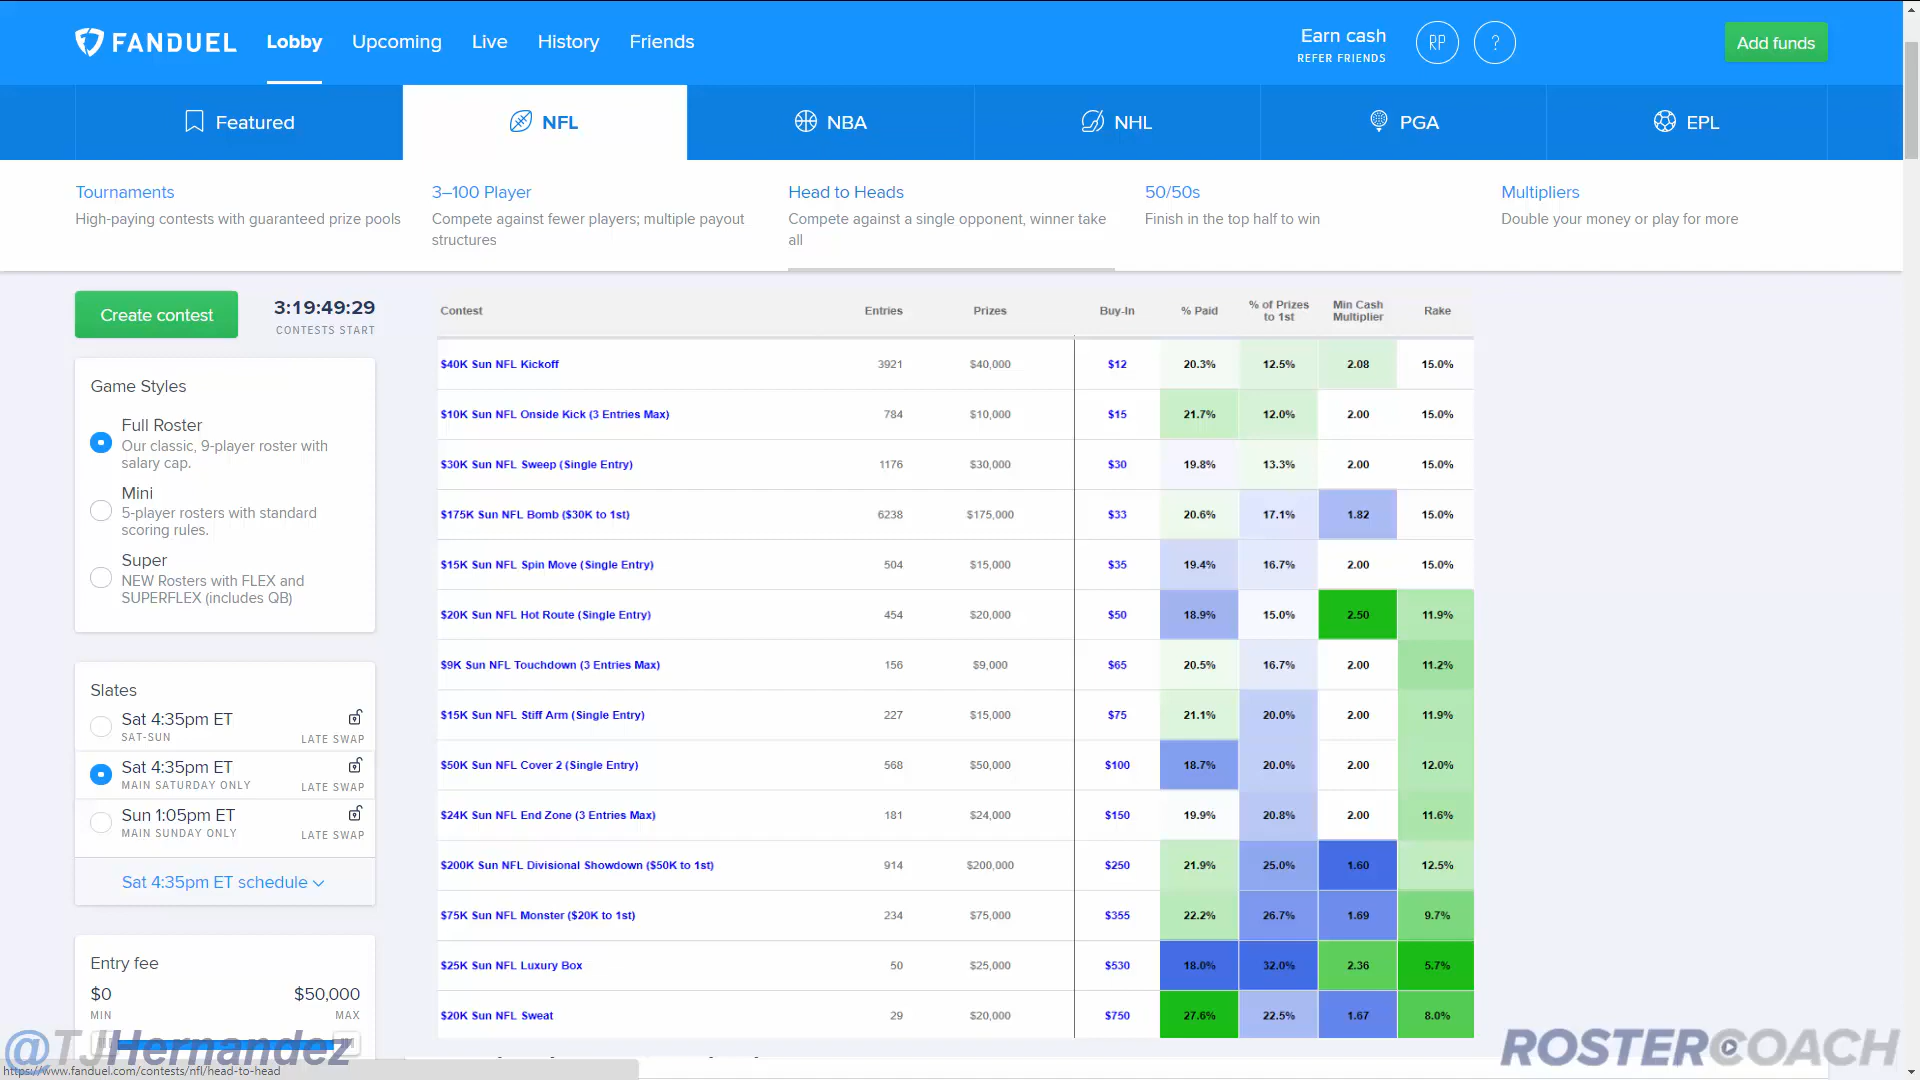 FANDUEL
Lobby
Upcoming
Live
History
Friends
Earn cash
REFER FRIENDS
RP
?
Add funds
Featured
NFL
NBA
NHL
PGA
EPL
Tournaments
High-paying contests with guaranteed prize pools
3–100 Player
Compete against fewer players; multiple payout
structures
Head to Heads
Compete against a single opponent, winner take
all
50/50s
Finish in the top half to win
Multipliers
Double your money or play for more
Create contest
3:19:49:29
CONTESTS START
Game Styles
Full Roster
Our classic, 9-player roster with
salary cap.
Mini
5-player rosters with standard
scoring rules.
Super
NEW Rosters with FLEX and
SUPERFLEX (includes QB)
Slates
Sat 4:35pm ET
SAT-SUN
LATE SWAP
Sat 4:35pm ET
MAIN SATURDAY ONLY
LATE SWAP
Sun 1:05pm ET
MAIN SUNDAY ONLY
LATE SWAP
Sat 4:35pm ET schedule
Entry fee
$0
MIN
$50,000
MAX
Contest Entries Prizes Buy-In % Paid % of Prizes to 1st Min Cash Multiplier Rake
$40K Sun NFL Kickoff 3921 $40,000 $12 20.3% 12.5% 2.08 15.0%
$10K Sun NFL Onside Kick (3 Entries Max) 784 $10,000 $15 21.7% 12.0% 2.00 15.0%
$30K Sun NFL Sweep (Single Entry) 1176 $30,000 $30 19.8% 13.3% 2.00 15.0%
$175K Sun NFL Bomb ($30K to 1st) 6238 $175,000 $33 20.6% 17.1% 1.82 15.0%
$15K Sun NFL Spin Move (Single Entry) 504 $15,000 $35 19.4% 16.7% 2.00 15.0%
$20K Sun NFL Hot Route (Single Entry) 454 $20,000 $50 18.9% 15.0% 2.50 11.9%
$9K Sun NFL Touchdown (3 Entries Max) 156 $9,000 $65 20.5% 16.7% 2.00 11.2%
$15K Sun NFL Stiff Arm (Single Entry) 227 $15,000 $75 21.1% 20.0% 2.00 11.9%
$50K Sun NFL Cover 2 (Single Entry) 568 $50,000 $100 18.7% 20.0% 2.00 12.0%
$24K Sun NFL End Zone (3 Entries Max) 181 $24,000 $150 19.9% 20.8% 2.00 11.6%
$200K Sun NFL Divisional Showdown ($50K to 1st) 914 $200,000 $250 21.9% 25.0% 1.60 12.5%
$75K Sun NFL Monster ($20K to 1st) 234 $75,000 $355 22.2% 26.7% 1.69 9.7%
$25K Sun NFL Luxury Box 50 $25,000 $530 18.0% 32.0% 2.36 5.7%
$20K Sun NFL Sweat 29 $20,000 $750 27.6% 22.5% 1.67 8.0%
@TJHernandez
https://www.fanduel.com/contests/nfl/head-to-head
ROSTERCOACH